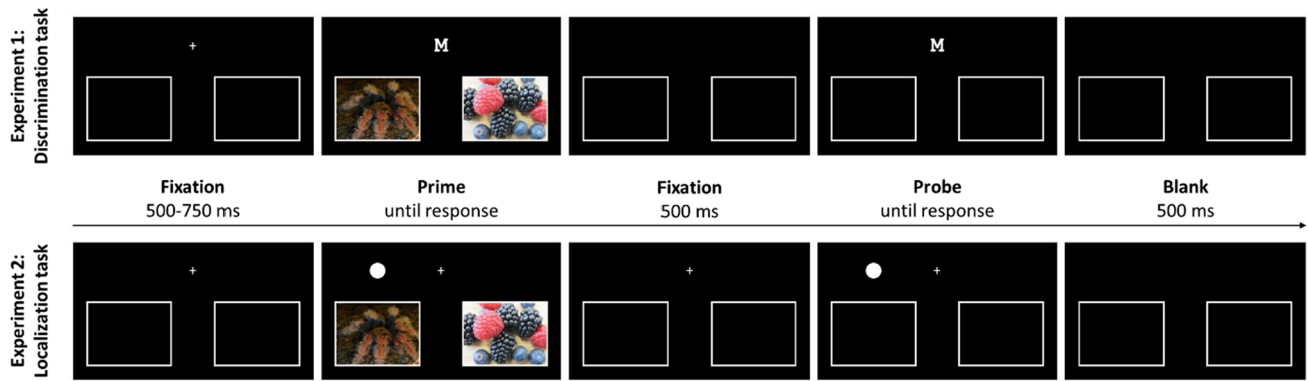 Experiment 1:
Discrimination task
+
M
M
Fixation
500-750 ms
Prime
until response
Fixation
500 ms
Probe
until response
Blank
500 ms
Experiment 2:
Localization task
+
+
+
+